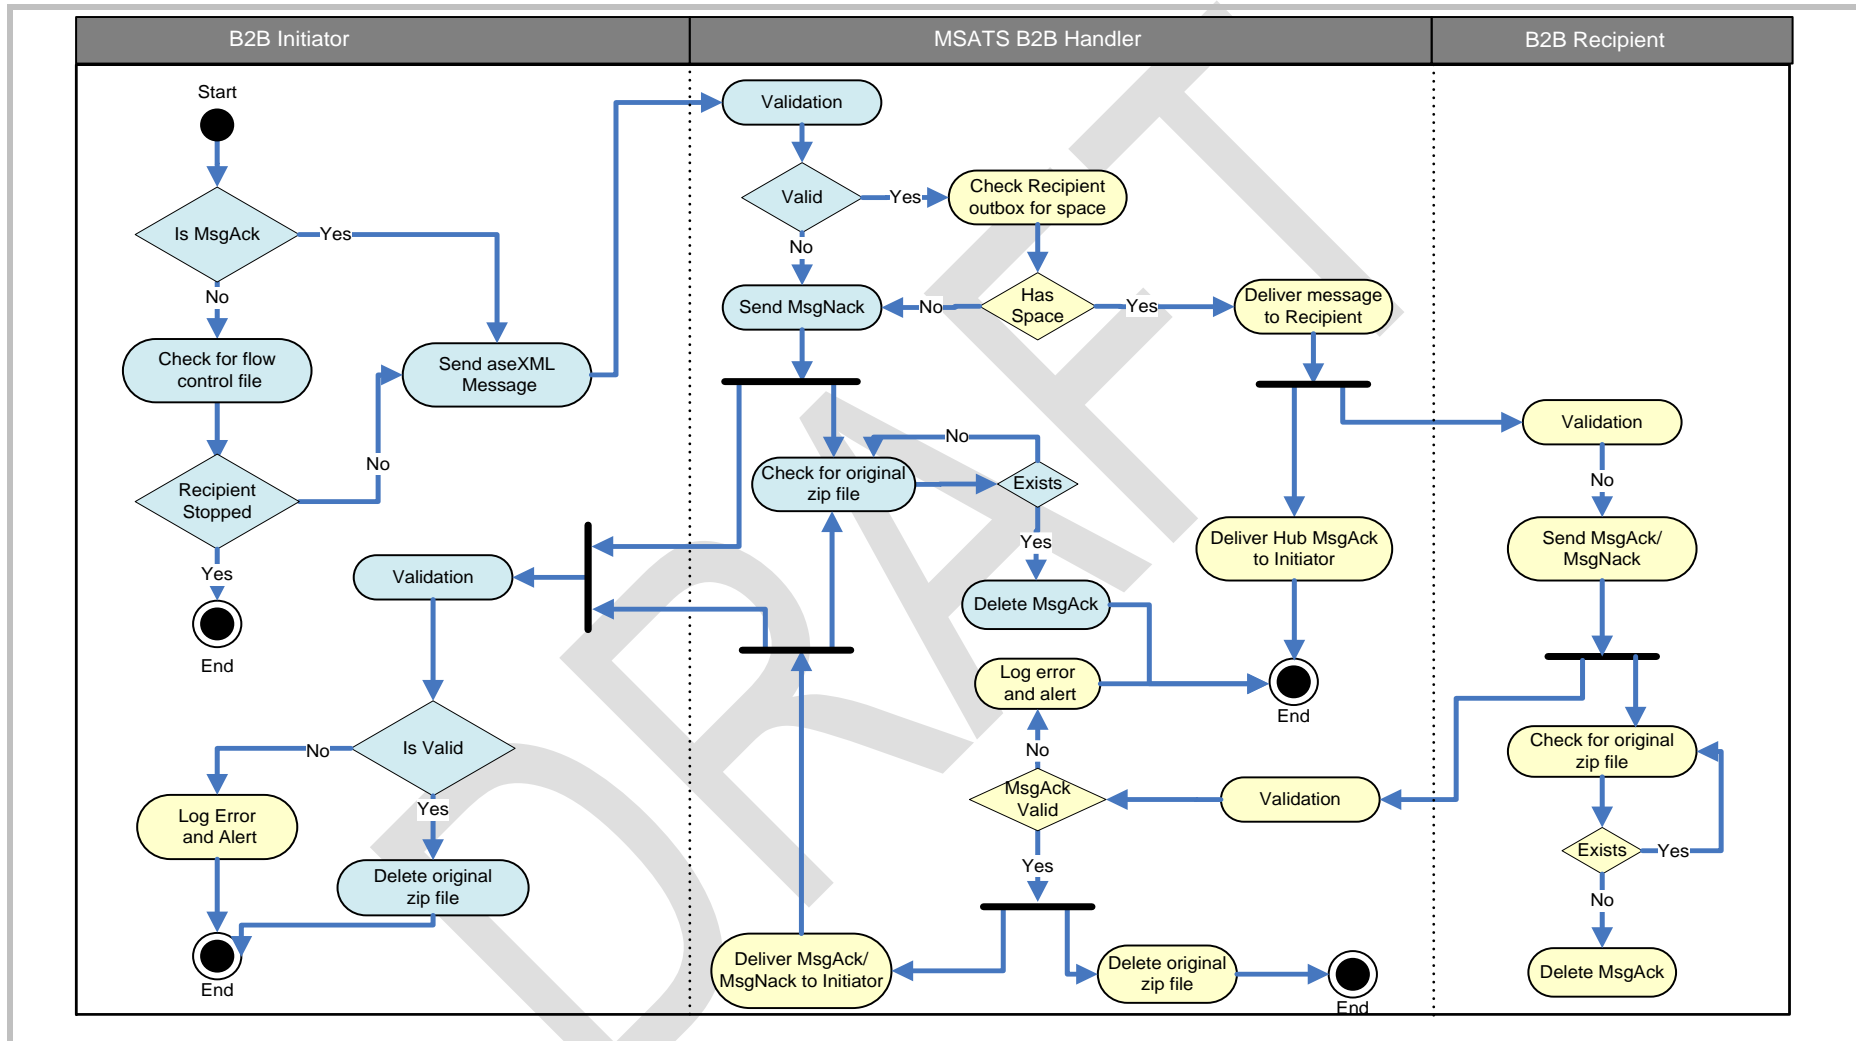 B2B Initiator
MSATS B2B Handler
B2B Recipient
Start
Is MsgAck
Yes
No
Check for flow
control file
Recipient
Stopped
No
Yes
End
Send aseXML
Message
Validation
Is Valid
No
Yes
Log Error
and Alert
Delete original
zip file
End
Validation
Valid
Yes
No
Check Recipient
outbox for space
Has
Space
No
Yes
Send MsgNack
Deliver message
to Recipient
Check for original
zip file
No
Exists
Yes
Delete MsgAck
Deliver Hub MsgAck
to Initiator
End
Log error
and alert
No
MsgAck
Valid
Validation
Yes
Deliver MsgAck/
MsgNack to Initiator
Delete original
zip file
End
Validation
No
Send MsgAck/
MsgNack
Check for original
zip file
Exists
Yes
No
Delete MsgAck
DRAFT